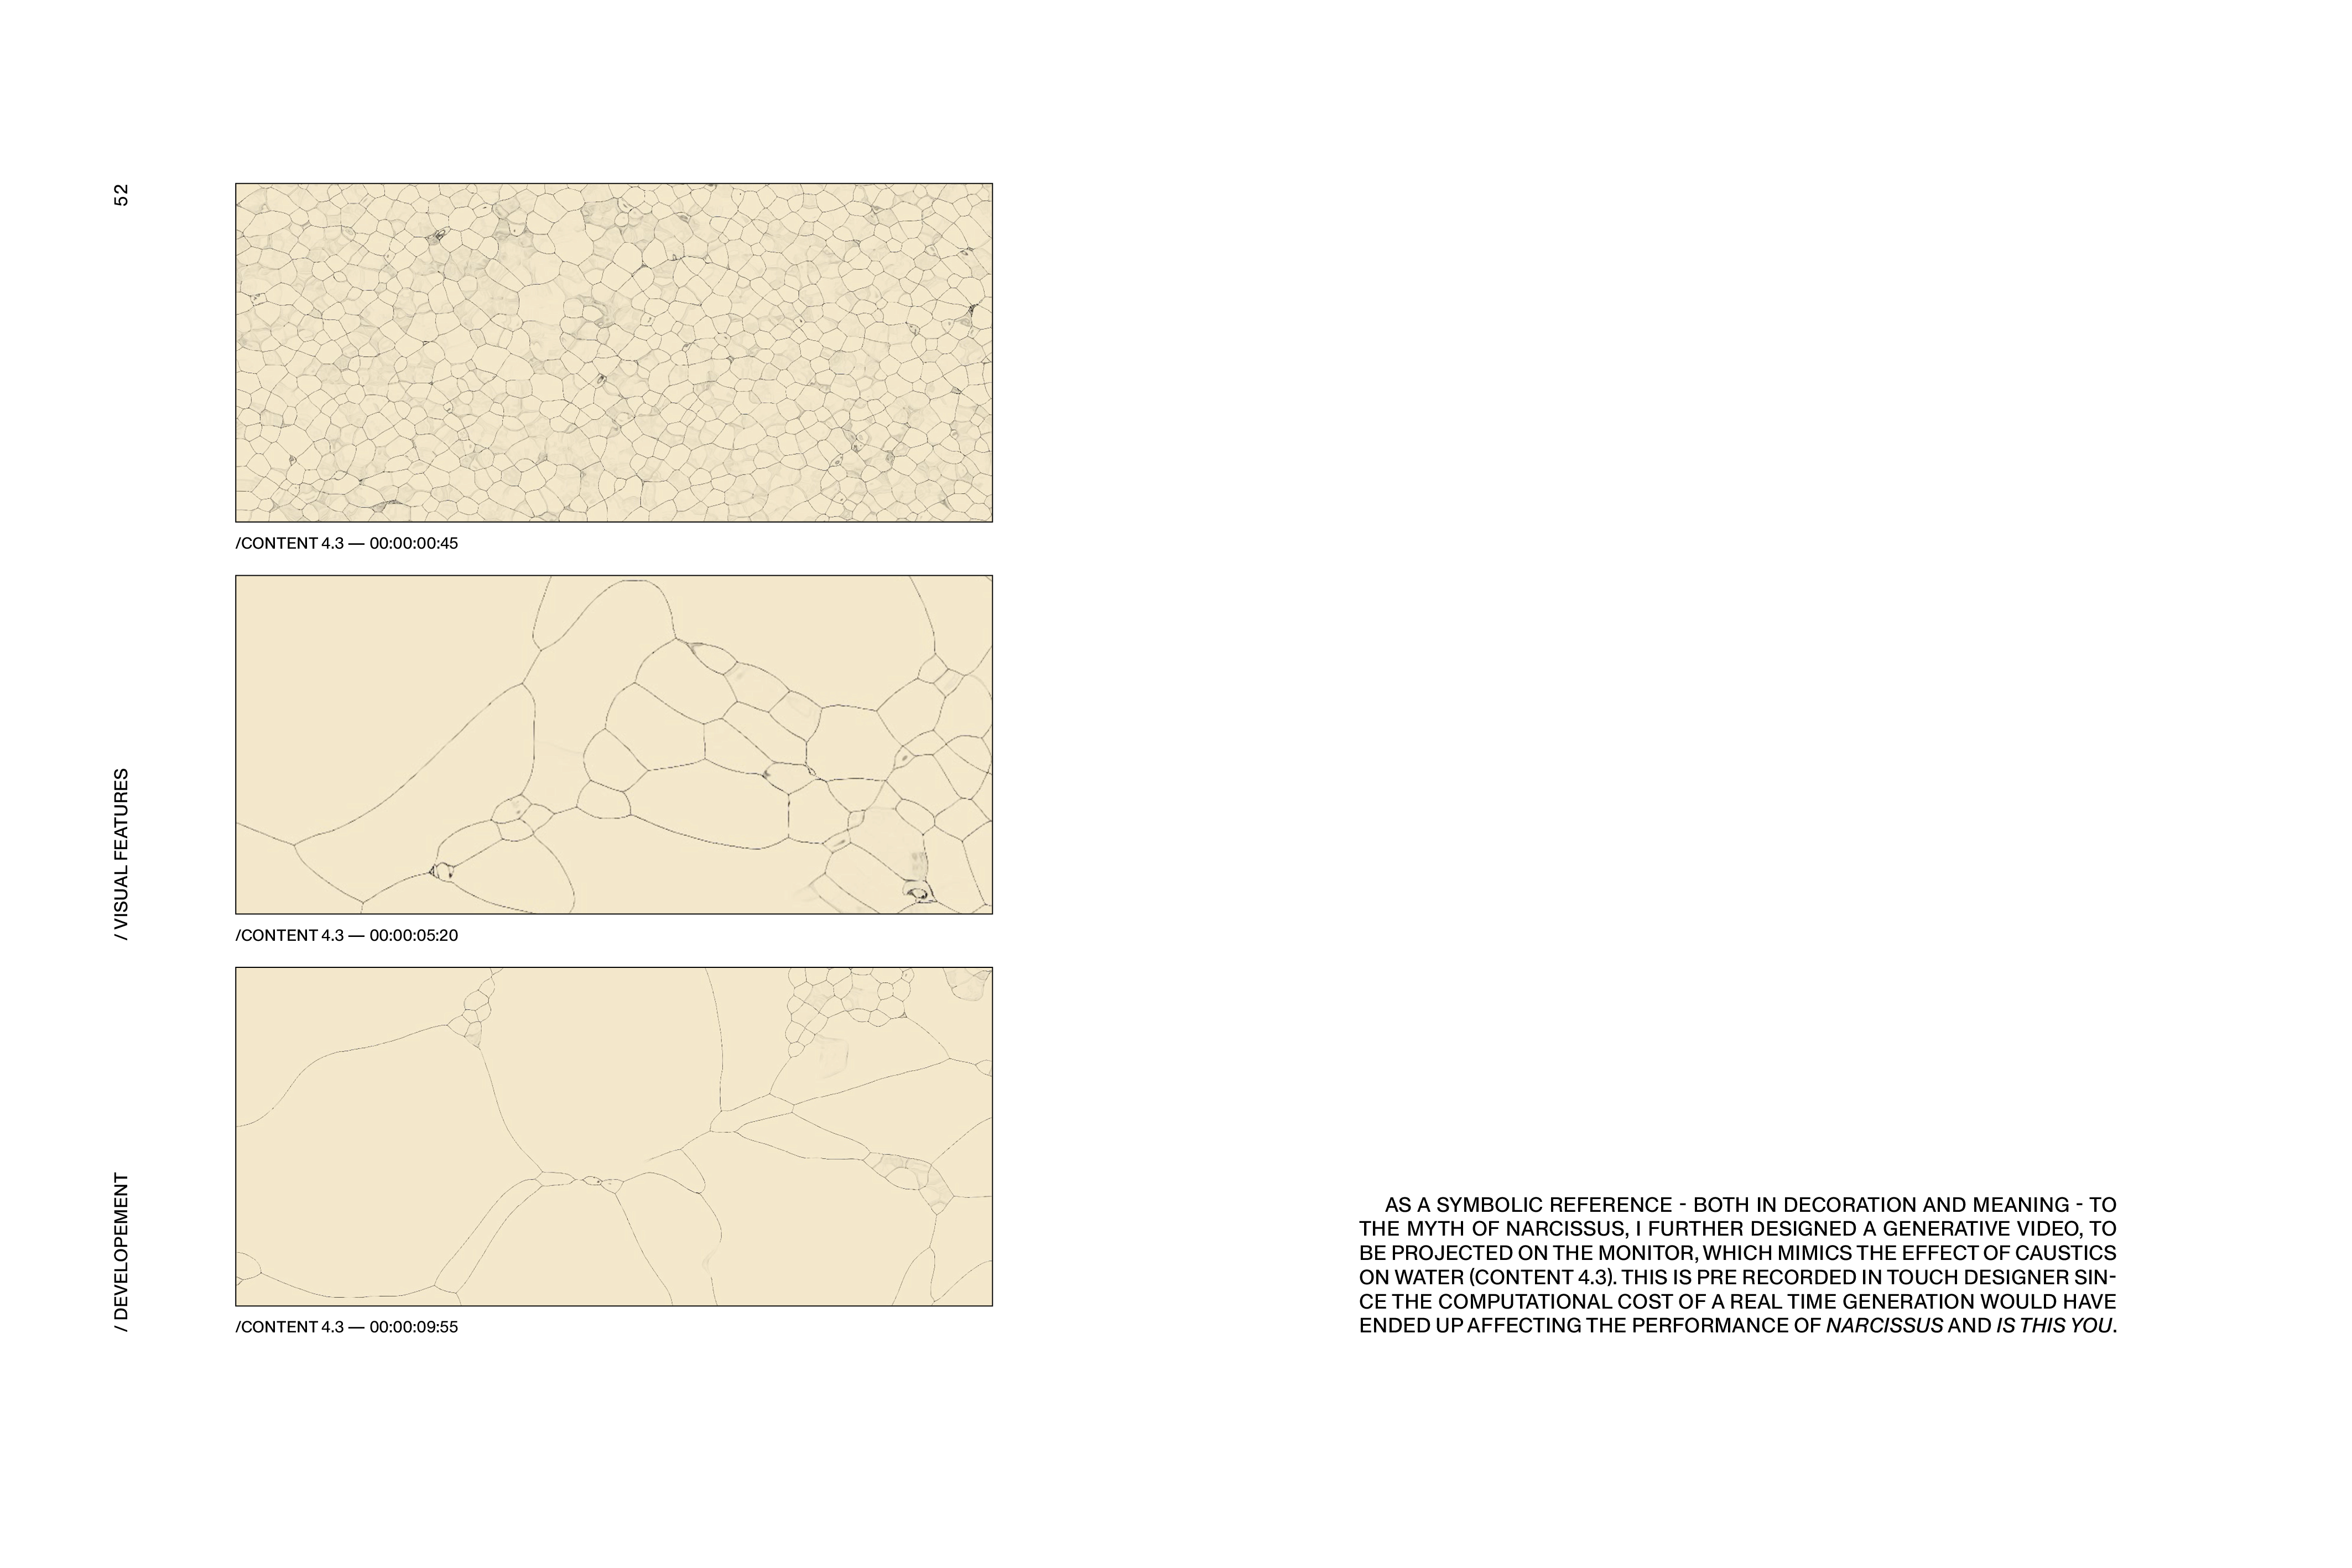 52
/ VISUAL FEATURES
/ DEVELOPEMENT
/CONTENT 4.3 — 00:00:00:45
/CONTENT 4.3 — 00:00:05:20
/CONTENT 4.3 — 00:00:09:55
AS A SYMBOLIC REFERENCE - BOTH IN DECORATION AND MEANING - TO
THE MYTH OF NARCISSUS, I FURTHER DESIGNED A GENERATIVE VIDEO, TO
BE PROJECTED ON THE MONITOR, WHICH MIMICS THE EFFECT OF CAUSTICS
ON WATER (CONTENT 4.3). THIS IS PRE RECORDED IN TOUCH DESIGNER SIN-
CE THE COMPUTATIONAL COST OF A REAL TIME GENERATION WOULD HAVE
ENDED UP AFFECTING THE PERFORMANCE OF NARCISSUS AND IS THIS YOU.